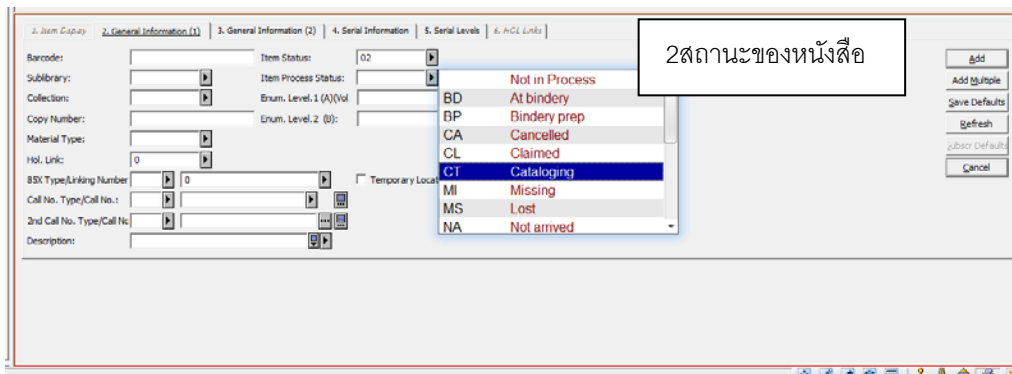 1. Item Dispay 2. General Information (1) 3. General Information (2) 4. Serial Information 5. Serial Levels 6. HOL Links
2สถานะของหนังสือ
Barcode: Item Status: 02
Sublibrary: Item Process Status:
Collection: Enum. Level.1 (A)(Vol
Copy Number: Enum. Level.2 (B):
Material Type:
Hol. Link: 0
85X Type/Linking Number 0 Temporary Locat
Call No. Type/Call No.:
2nd Call No. Type/Call Nc
Description:
Not in Process
BD At bindery
BP Bindery prep
CA Cancelled
CL Claimed
CT Cataloging
MI Missing
MS Lost
NA Not arrived
Add
Add Multiple
Save Defaults
Refresh
Subscr Defaults
Cancel